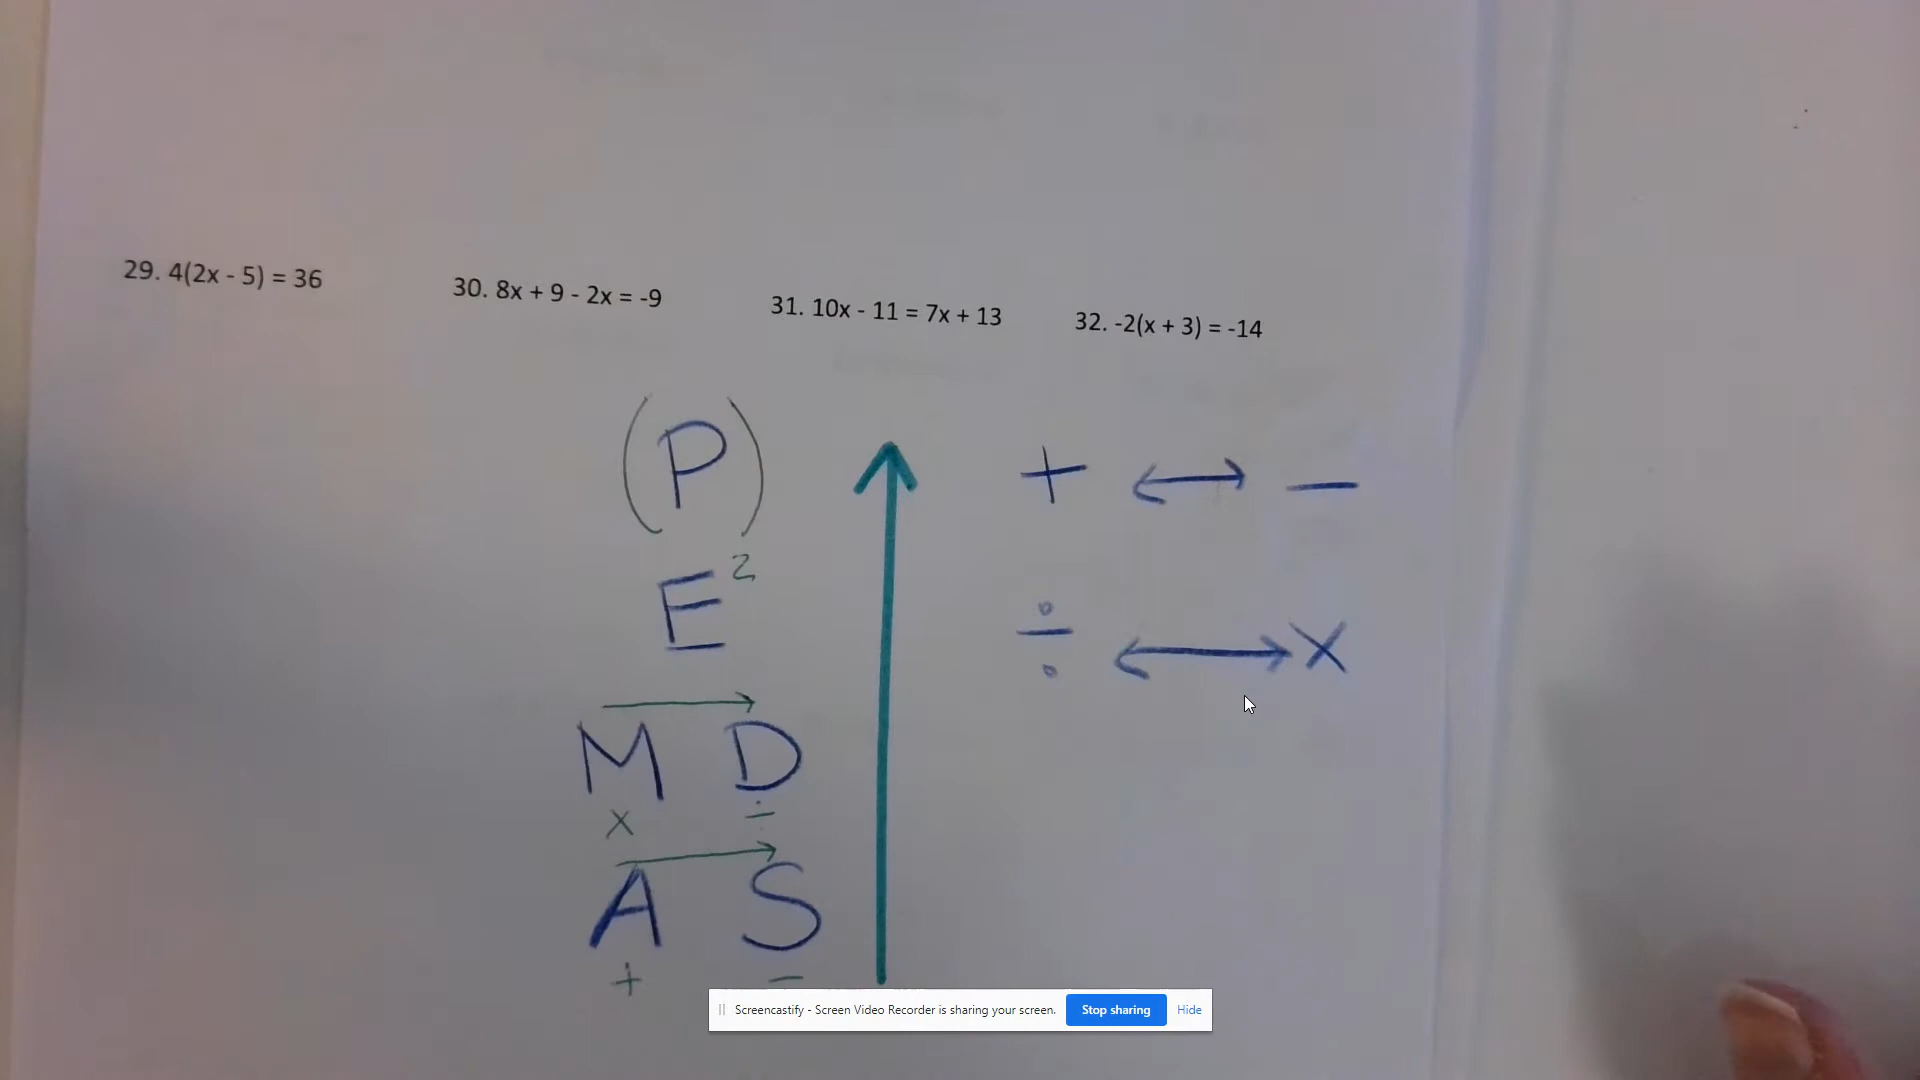 29. 4(2x - 5) = 36
30. 8x + 9 - 2x = -9
31. 10x - 11 = 7x + 13
32. -2(x + 3) = -14
(P)
+ ↔ −
E²
÷ ↔ ×
M D
× ÷
A S
+ −
Screencastify - Screen Video Recorder is sharing your screen. Stop sharing Hide